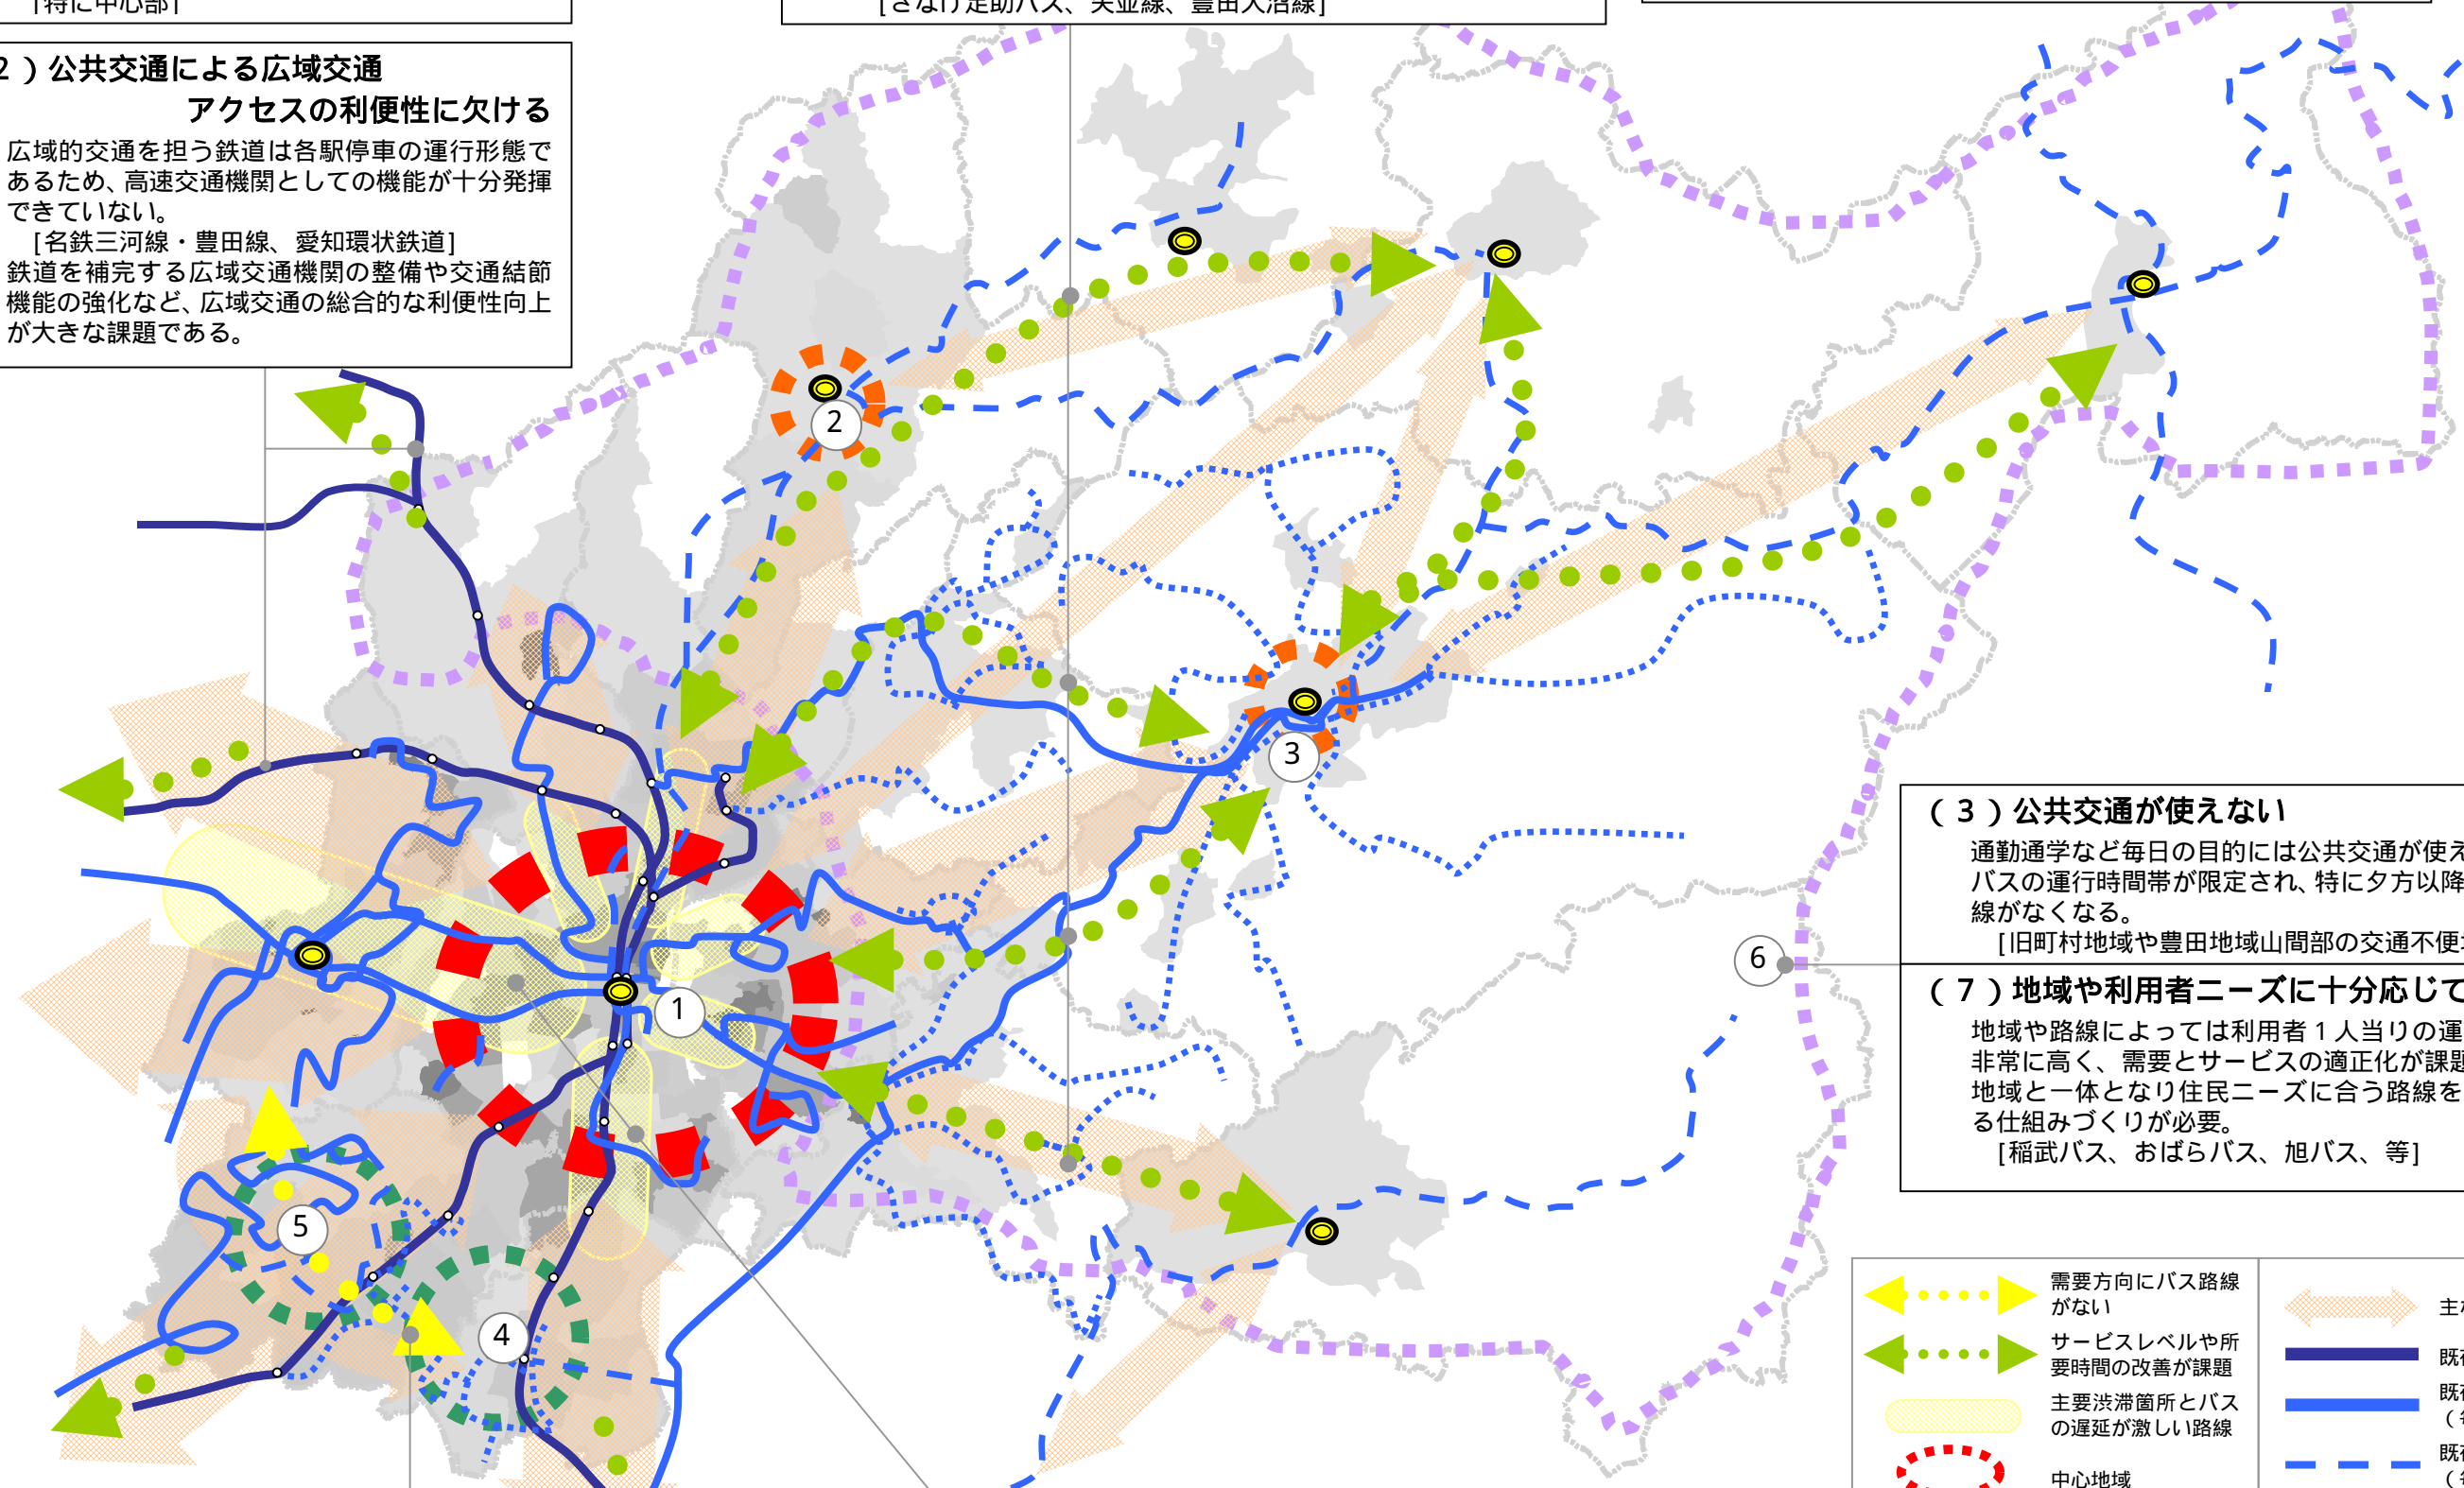 [特に中心部]
[さなげ足助バス、矢並線、豊田大沼線]
2）公共交通による広域交通
アクセスの利便性に欠ける
広域的交通を担う鉄道は各駅停車の運行形態で
あるため、高速交通機関としての機能が十分発揮
できていない。
[名鉄三河線・豊田線、愛知環状鉄道]
鉄道を補完する広域交通機関の整備や交通結節
機能の強化など、広域交通の総合的な利便性向上
が大きな課題である。
2
3
（3）公共交通が使えない
通勤通学など毎日の目的には公共交通が使え
バスの運行時間帯が限定され、特に夕方以降
線がなくなる。
[旧町村地域や豊田地域山間部の交通不便
6
（7）地域や利用者ニーズに十分応じて
地域や路線によっては利用者1人当りの運
非常に高く、需要とサービスの適正化が課題
地域と一体となり住民ニーズに合う路線を
る仕組みづくりが必要。
[稲武バス、おばらバス、旭バス、等]
1
5
4
需要方向にバス路線
がない
サービスレベルや所
要時間の改善が課題
主要渋滞箇所とバス
の遅延が激しい路線
中心地域
主
既
既
既